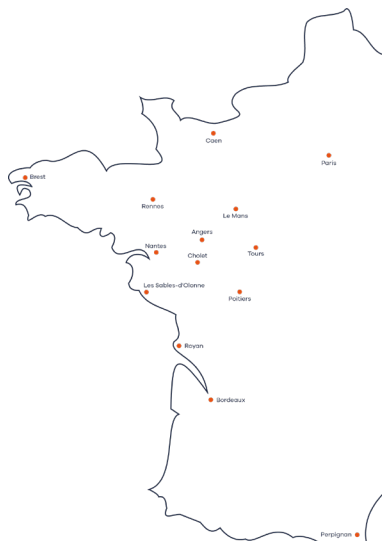 Caen
Paris
Brest
Rennes
Le Mans
Angers
Nantes
Tours
Cholet
Les Sables-d'Olonne
Poitiers
Royan
Bordeaux
Perpignan